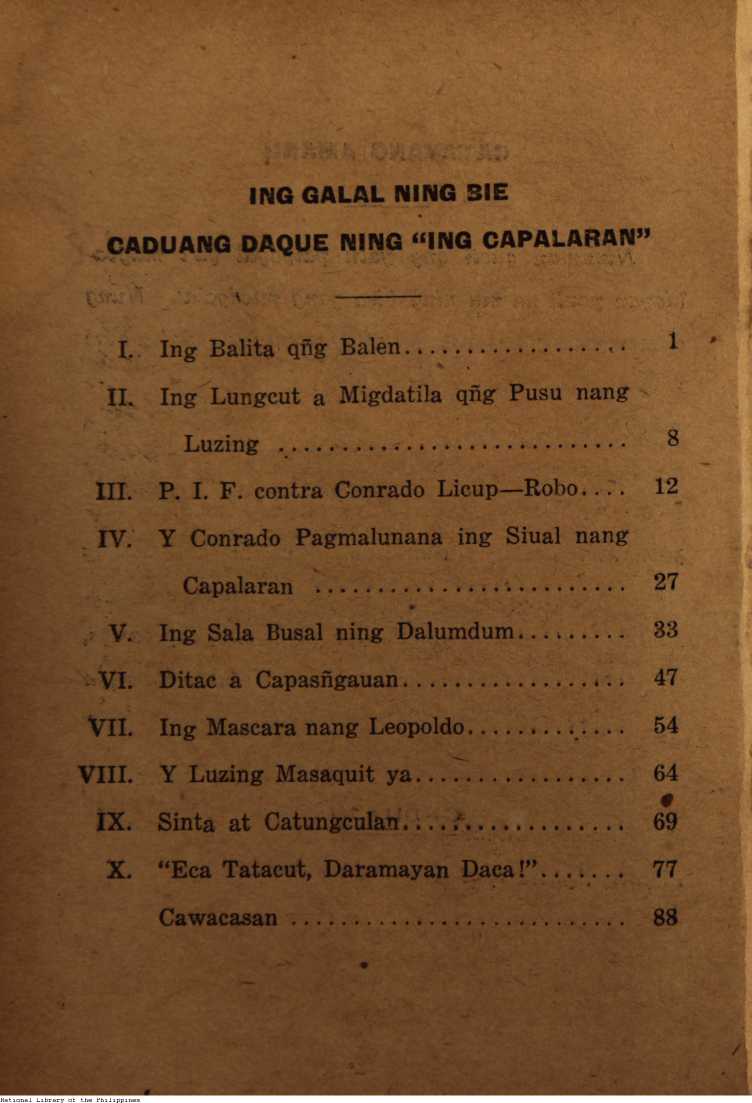 ING GALAL NING BIE
CADUANG DAQUE NING “ING CAPALARAN”
I. Ing Balita qñg Balen.................. 1
II. Ing Lungcut a Migdatila qñg Pusu nang
Luzing ............................ 8
III. P. I. F. contra Conrado Licup—Robo.... 12
IV. Y Conrado Pagmalunana ing Siual nang
Capalaran ......................... 27
V. Ing Sala Busal ning Dalumdum......... 33
VI. Ditac a Capasñgauan.................. 47
VII. Ing Mascara nang Leopoldo............. 54
VIII. Y Luzing Masaquit ya................. 64
IX. Sinta at Catungculan.................. 69
X. “Eca Tatacut, Daramayan Daca!”....... 77
Cawacasan ........................... 88
National Library of the Philippines